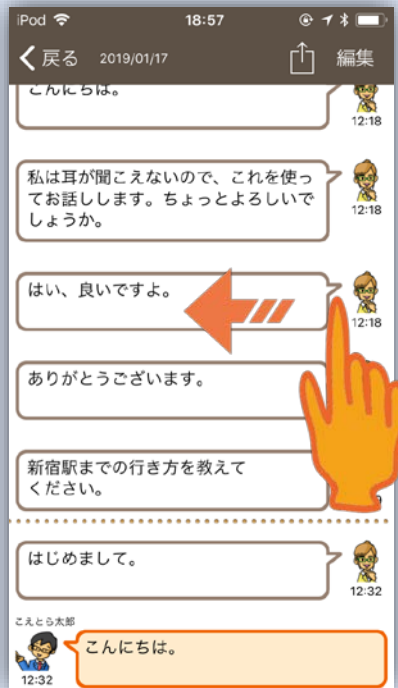 iPod 18:57
戻る 2019/01/17 編集
こんにちは。
12:18
私は耳が聞こえないので、これを使っ
てお話しします。ちょっとよろしいで
しょうか。
12:18
はい、良いですよ。
12:18
ありがとうございます。
新宿駅までの行き方を教えて
ください。
はじめまして。
12:32
こえとら太郎
こんにちは。
12:32